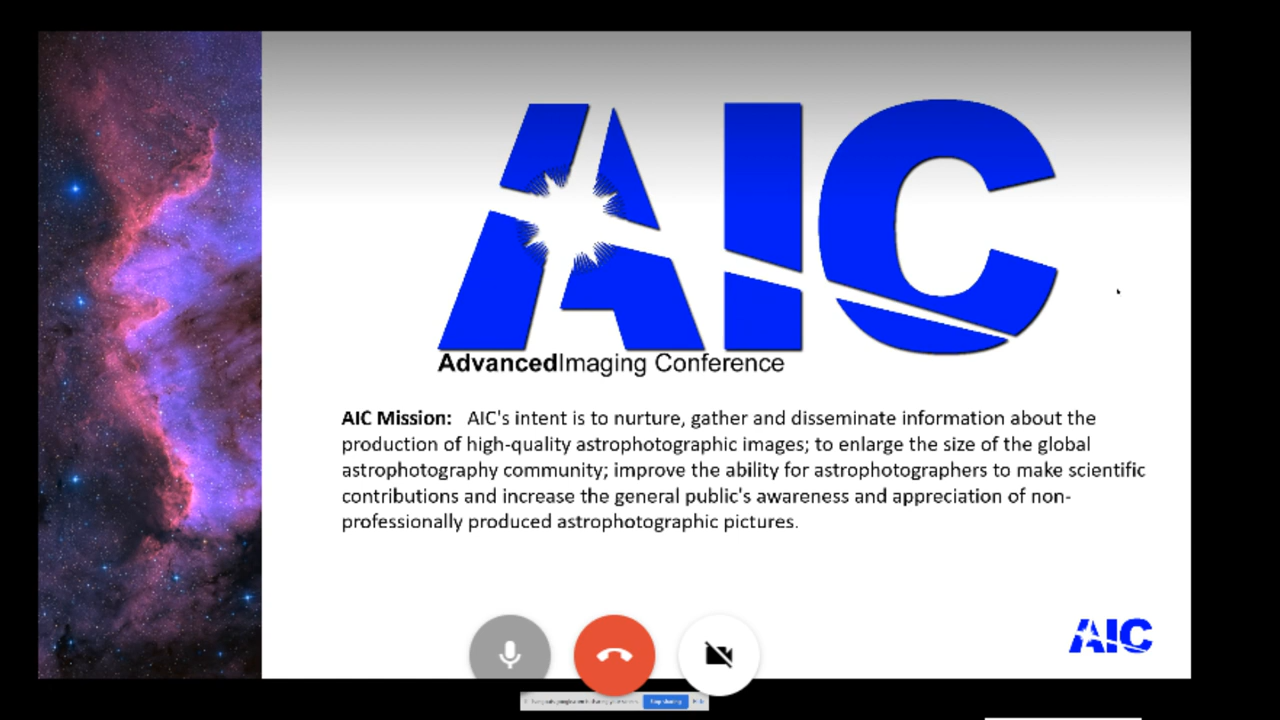 AIC
AdvancedImaging Conference
AIC Mission: AIC's intent is to nurture, gather and disseminate information about the
production of high-quality astrophotographic images; to enlarge the size of the global
astrophotography community; improve the ability for astrophotographers to make scientific
contributions and increase the general public's awareness and appreciation of non-
professionally produced astrophotographic pictures.
AIC
Stop sharing